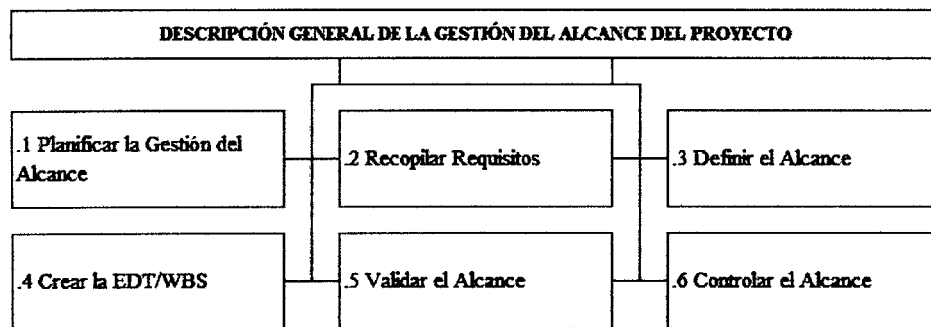 DESCRIPCIÓN GENERAL DE LA GESTIÓN DEL ALCANCE DEL PROYECTO
.1 Planificar la Gestión del
Alcance
.2 Recopilar Requisitos
.3 Definir el Alcance
.4 Crear la EDT/WBS
.5 Validar el Alcance
.6 Controlar el Alcance